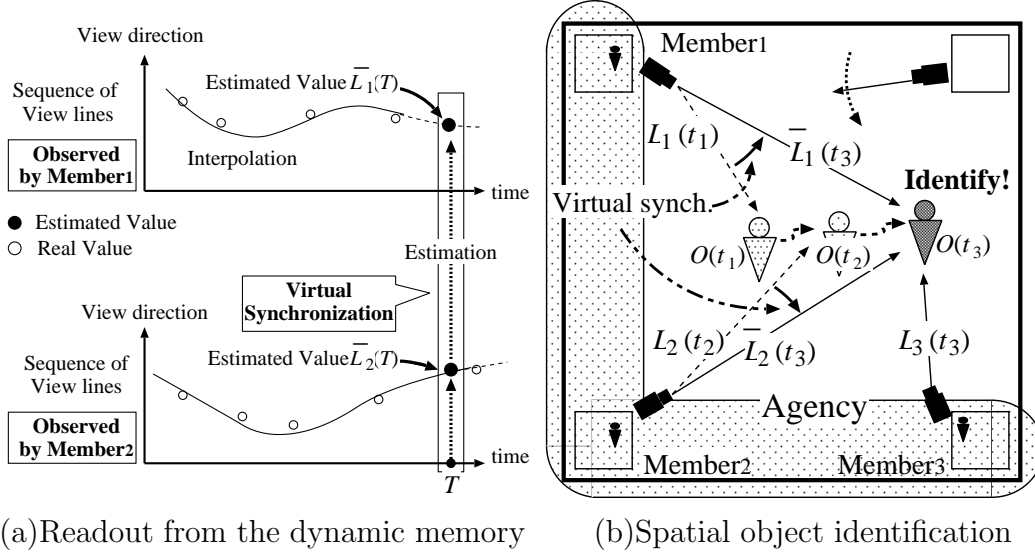 View direction
Estimated Value L̅₁(T)
Sequence of
View lines
Observed
by Member1
Interpolation
time
Estimated Value
Real Value
Estimation
Virtual
Synchronization
View direction
Estimated Value L̅₂(T)
Sequence of
View lines
Observed
by Member2
time
T
(a)Readout from the dynamic memory
Member1
L₁(t₁)
L̅₁(t₃)
Identify!
Virtual synch.
O(t₁)
O(t₂)
O(t₃)
L₂(t₂)
L̅₂(t₃)
L₃(t₃)
Agency
Member2
Member3
(b)Spatial object identification